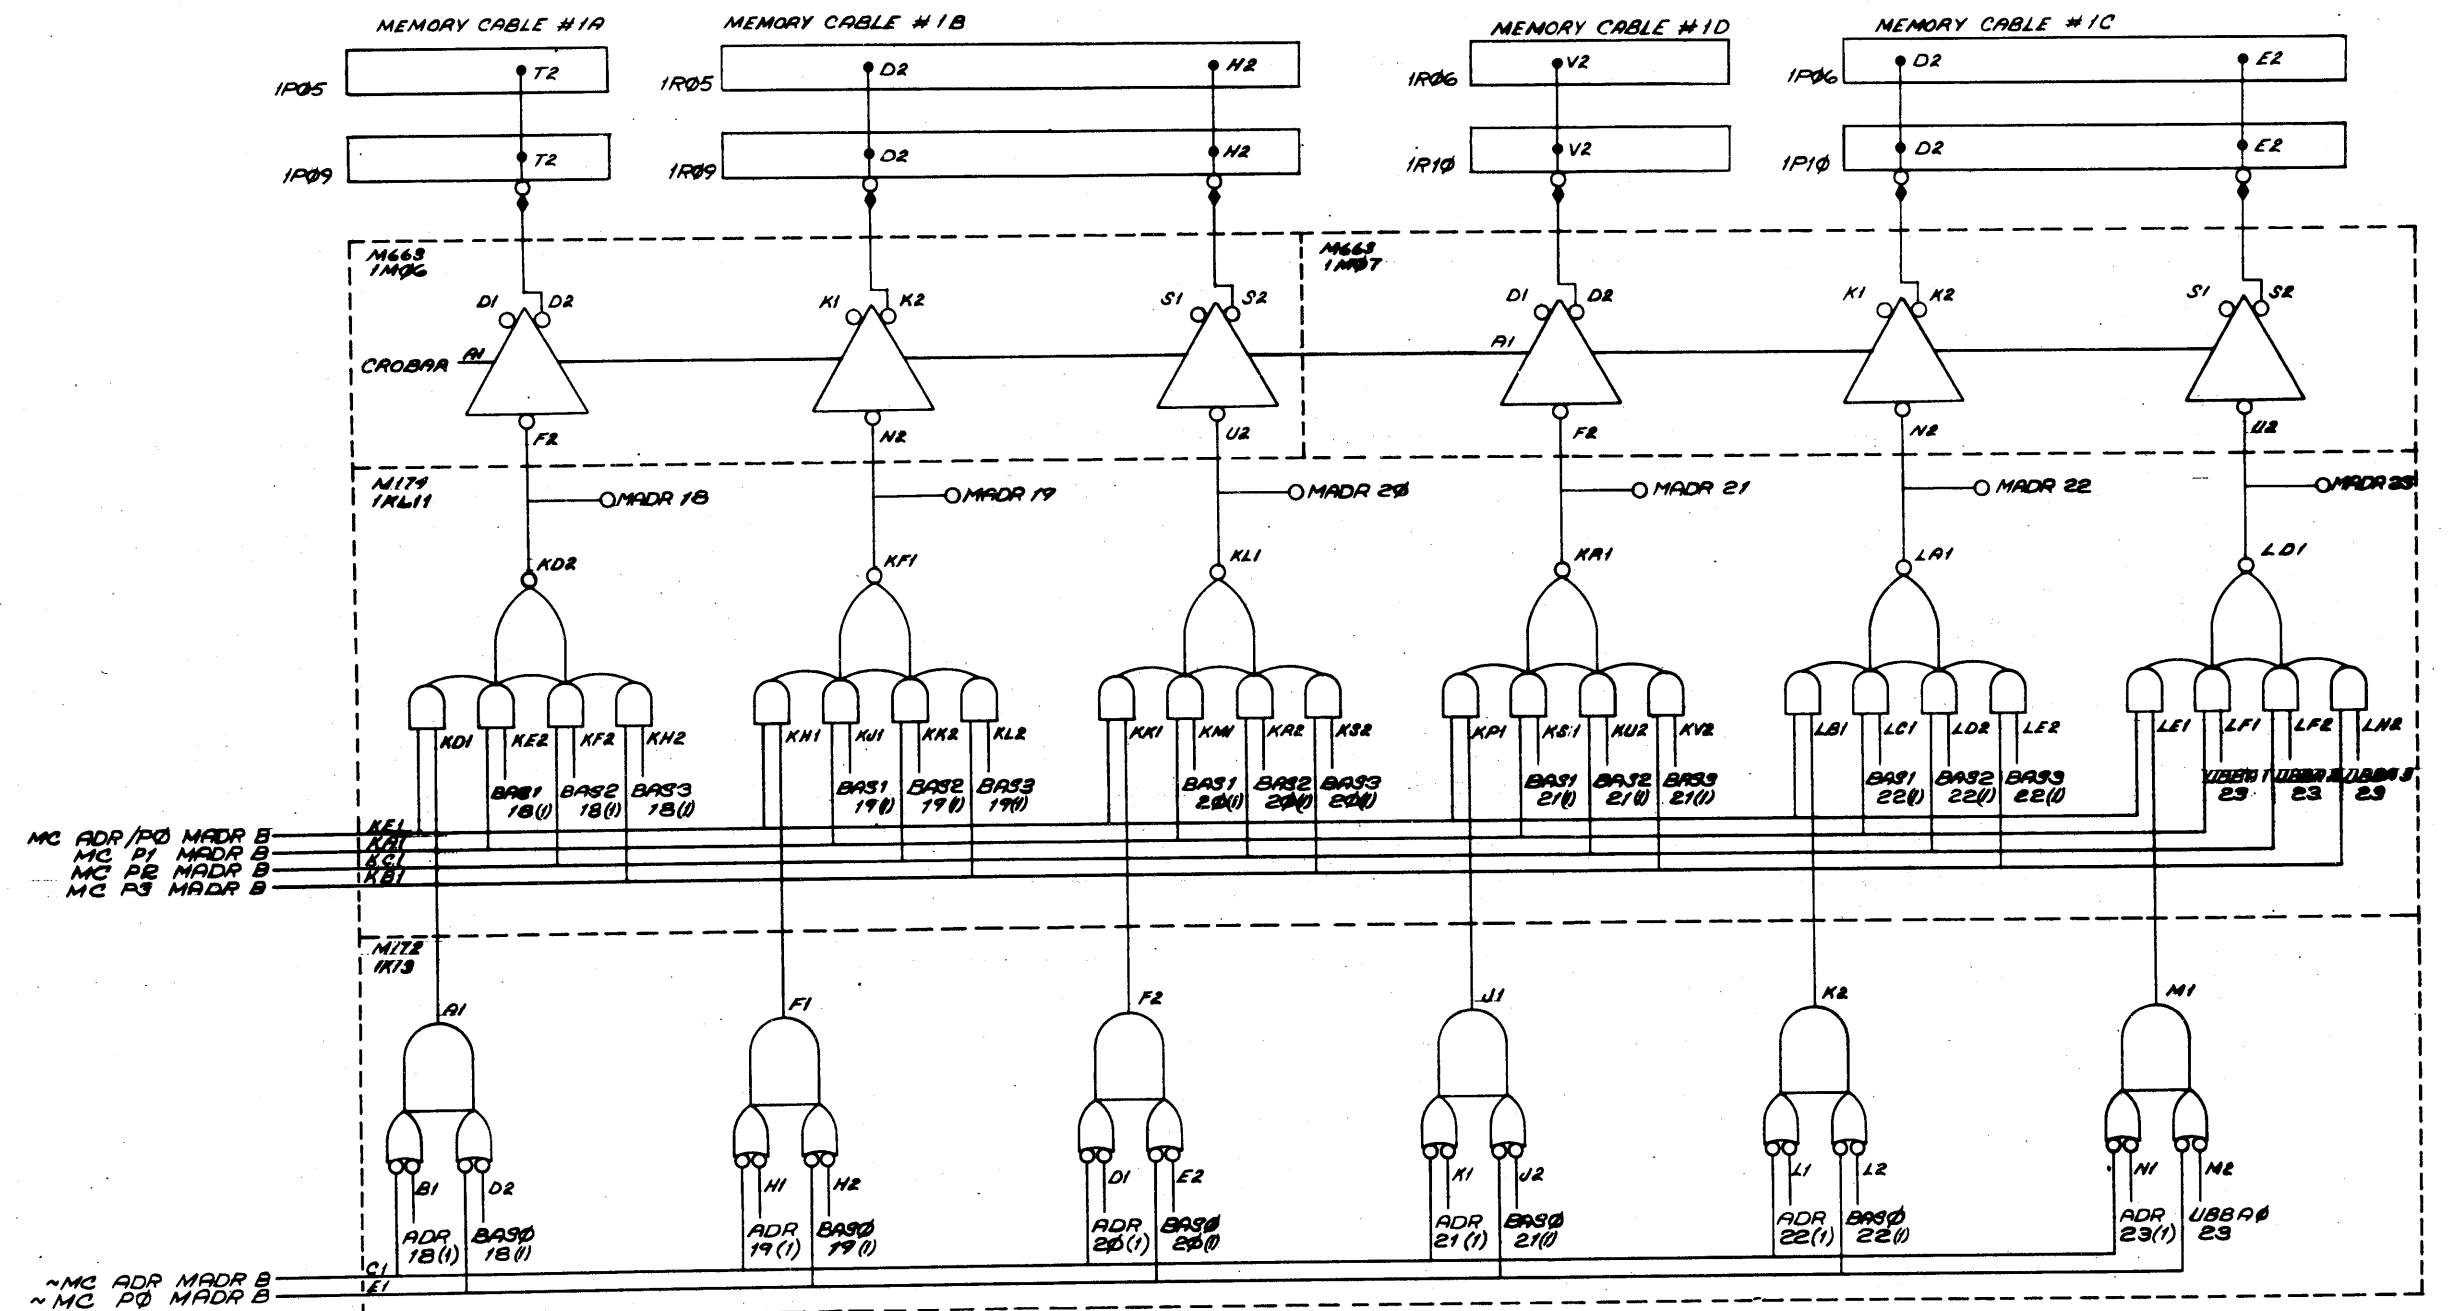 MEMORY CABLE #1A
MEMORY CABLE #1B
MEMORY CABLE #1D
MEMORY CABLE #1C
1PØ5
T2
1RØ5
D2
H2
1RØ6
V2
1PØ6
D2
E2
1PØ9
T2
1RØ9
D2
H2
1R1Ø
V2
1P1Ø
D2
E2
M663
1MØ6
M663
1MØ7
D1
D2
K1
K2
S1
S2
D1
D2
K1
K2
S1
S2
CROBAR
A1
A1
F2
N2
U2
F2
N2
U2
M174
1KL11
MADR 18
MADR 19
MADR 2Ø
MADR 21
MADR 22
MADR 23
KD2
KF1
KL1
KR1
LA1
LD1
KD1
KE2
KF2
KH2
KH1
KJ1
KK2
KL2
KK1
KM1
KR2
KS2
KP1
KS1
KU2
KV2
LB1
LC1
LD2
LE2
LE1
LF1
LF2
LH2
BAS1
18(1)
BAS2
18(1)
BAS3
18(1)
BAS1
19(1)
BAS2
19(1)
BAS3
19(1)
BAS1
2Ø(1)
BAS2
2Ø(1)
BAS3
2Ø(1)
BAS1
21(1)
BAS2
21(1)
BAS3
21(1)
BAS1
22(1)
BAS2
22(1)
BAS3
22(1)
23
23
23
MC ADR/PØ MADR B
KE1
MC P1 MADR B
KA1
MC P2 MADR B
KC1
MC P3 MADR B
KB1
M172
1K13
A1
F1
F2
J1
K2
M1
B1
D2
H1
H2
D1
E2
K1
J2
L1
L2
N1
M2
ADR
18(1)
BASØ
18(1)
ADR
19(1)
BASØ
19(1)
ADR
2Ø(1)
BASØ
2Ø(1)
ADR
21(1)
BASØ
21(1)
ADR
22(1)
BASØ
22(1)
ADR
23(1)
UBBAØ
23
~MC ADR MADR B
C1
~MC PØ MADR B
E1